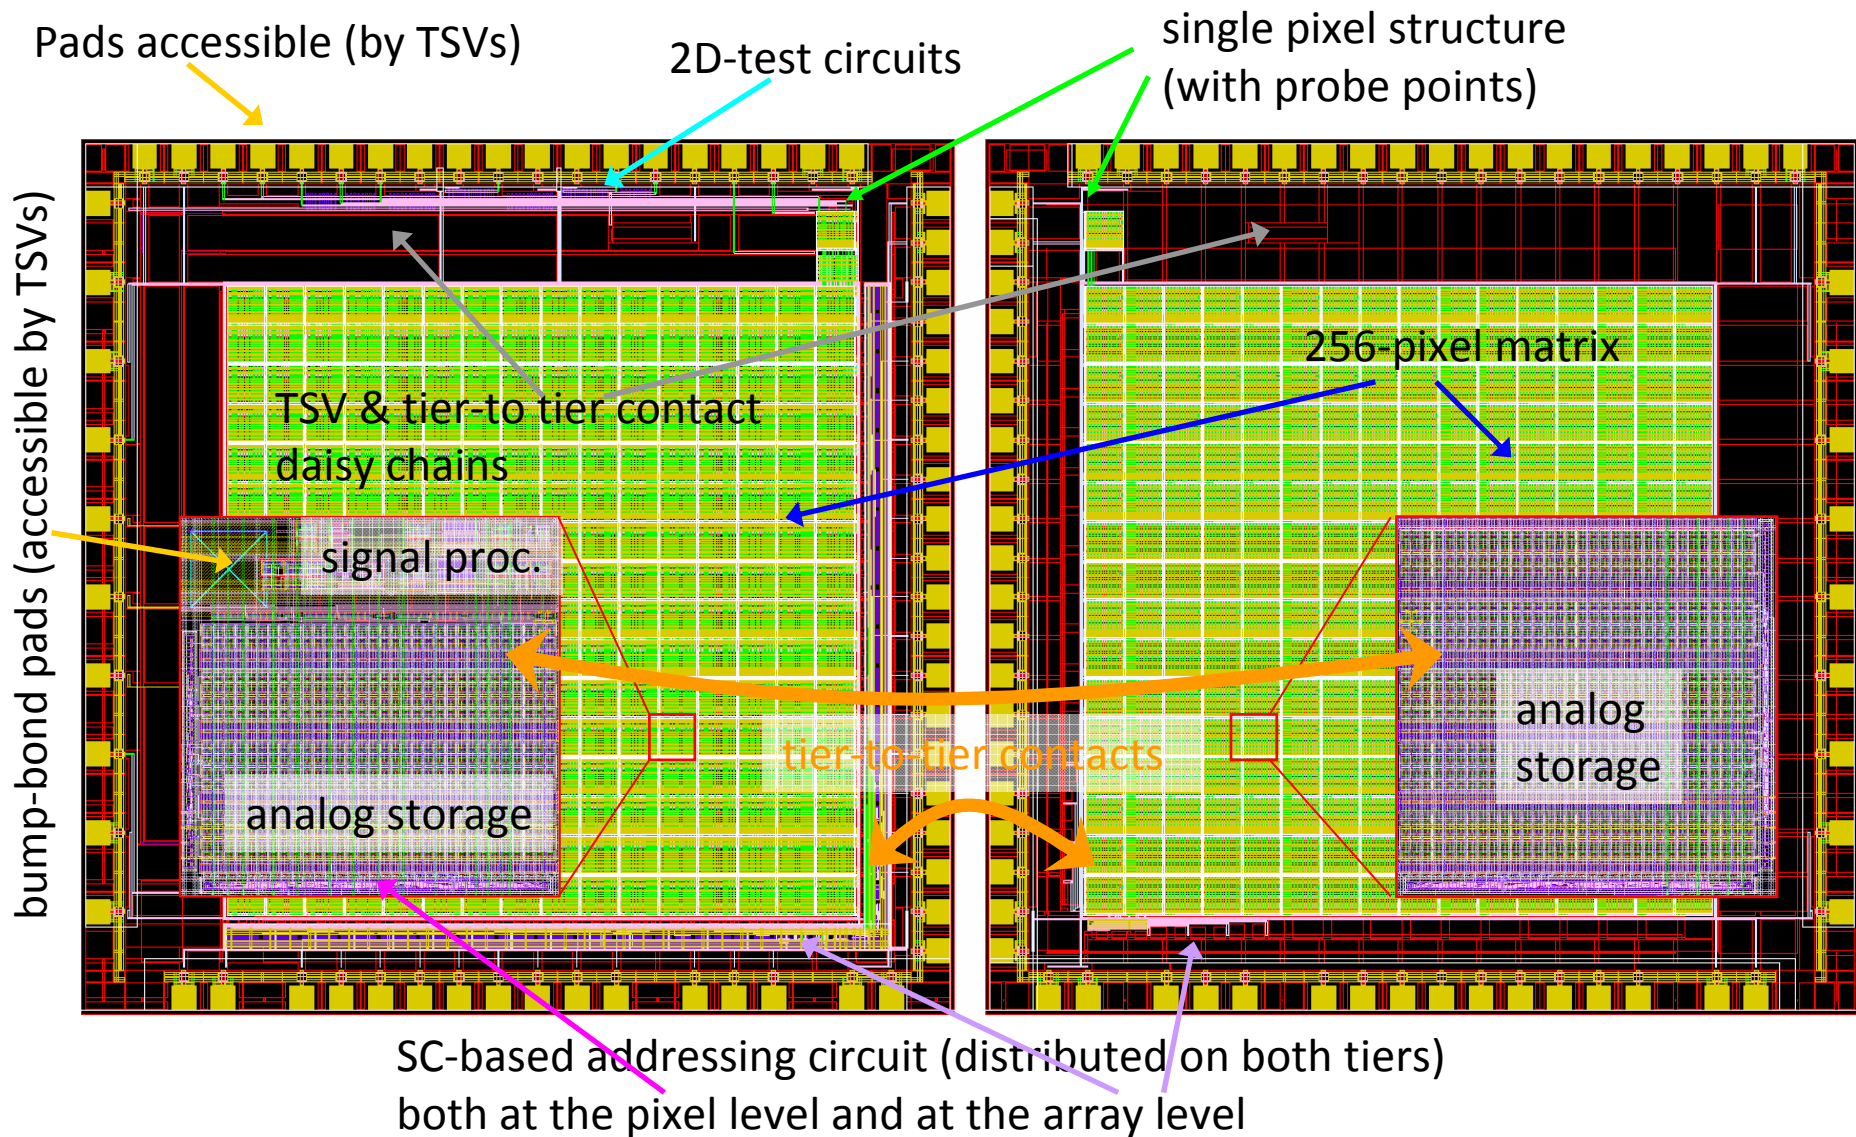 Pads accessible (by TSVs)
2D-test circuits
single pixel structure
(with probe points)
bump-bond pads (accessible by TSVs)
256-pixel matrix
TSV & tier-to tier contact
daisy chains
signal proc.
analog storage
analog
storage
tier-to-tier contacts
SC-based addressing circuit (distributed on both tiers)
both at the pixel level and at the array level